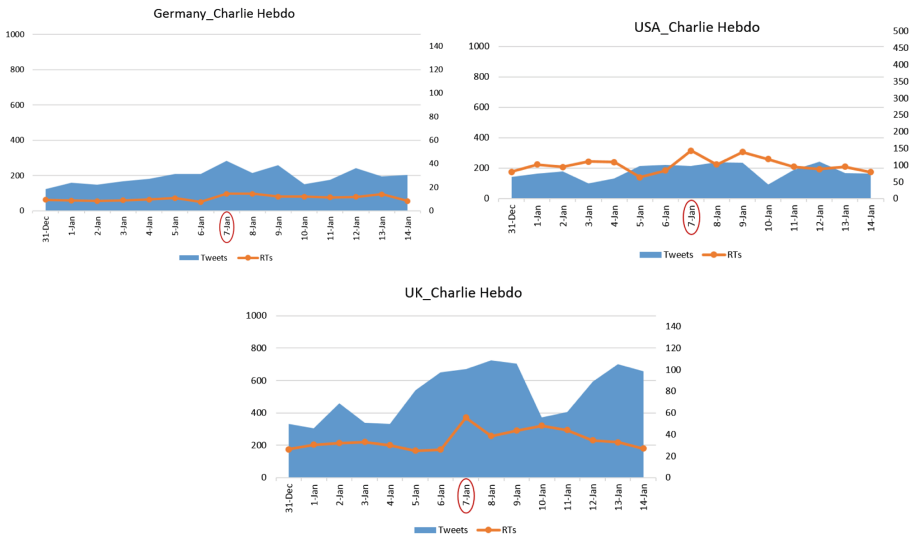 Germany_Charlie Hebdo
1000
800
600
400
200
0
140
120
100
80
60
40
20
0
31-Dec
1-Jan
2-Jan
3-Jan
4-Jan
5-Jan
6-Jan
7-Jan
8-Jan
9-Jan
10-Jan
11-Jan
12-Jan
13-Jan
14-Jan
Tweets RTs
USA_Charlie Hebdo
1000
800
600
400
200
0
500
450
400
350
300
250
200
150
100
50
0
31-Dec
1-Jan
2-Jan
3-Jan
4-Jan
5-Jan
6-Jan
7-Jan
8-Jan
9-Jan
10-Jan
11-Jan
12-Jan
13-Jan
14-Jan
Tweets RTs
UK_Charlie Hebdo
1000
800
600
400
200
0
140
120
100
80
60
40
20
0
31-Dec
1-Jan
2-Jan
3-Jan
4-Jan
5-Jan
6-Jan
7-Jan
8-Jan
9-Jan
10-Jan
11-Jan
12-Jan
13-Jan
14-Jan
Tweets RTs